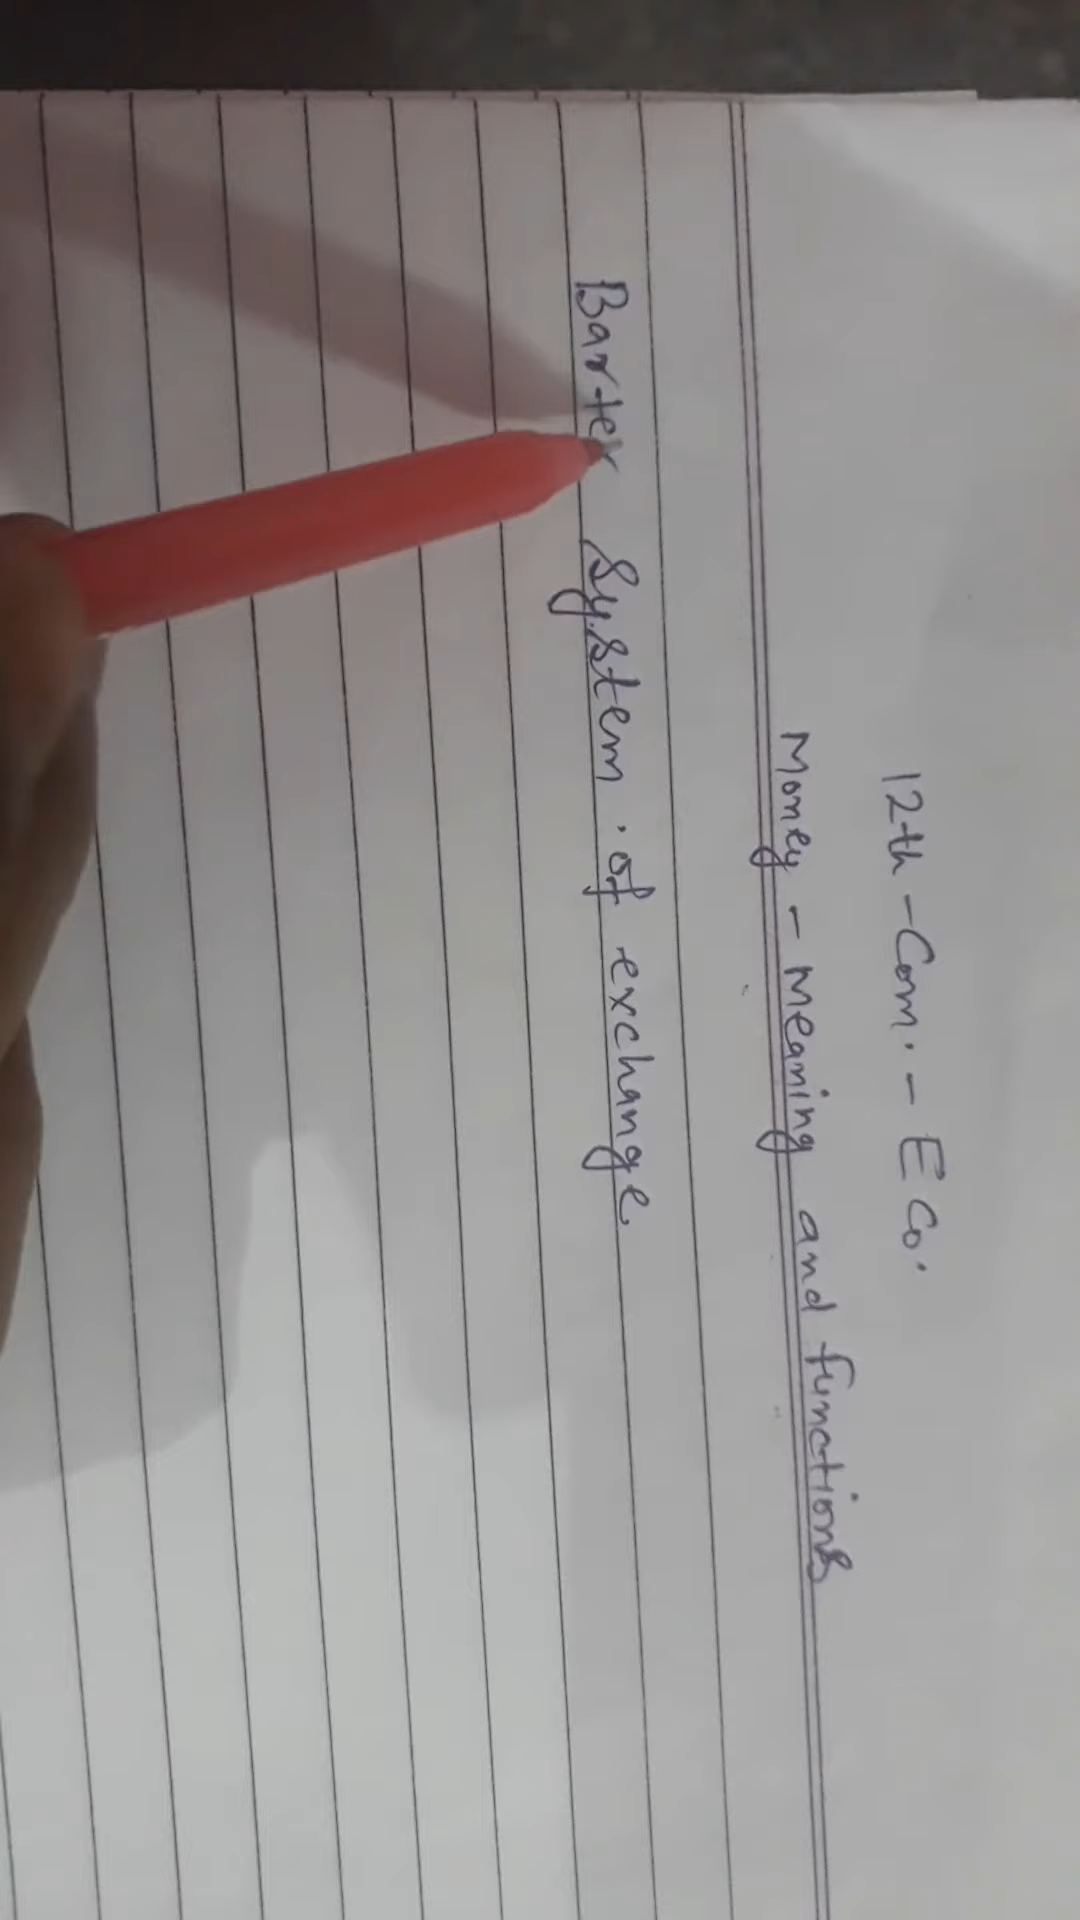 12th - Com. - Eco.
Money - Meaning and functions
Barter System of exchange